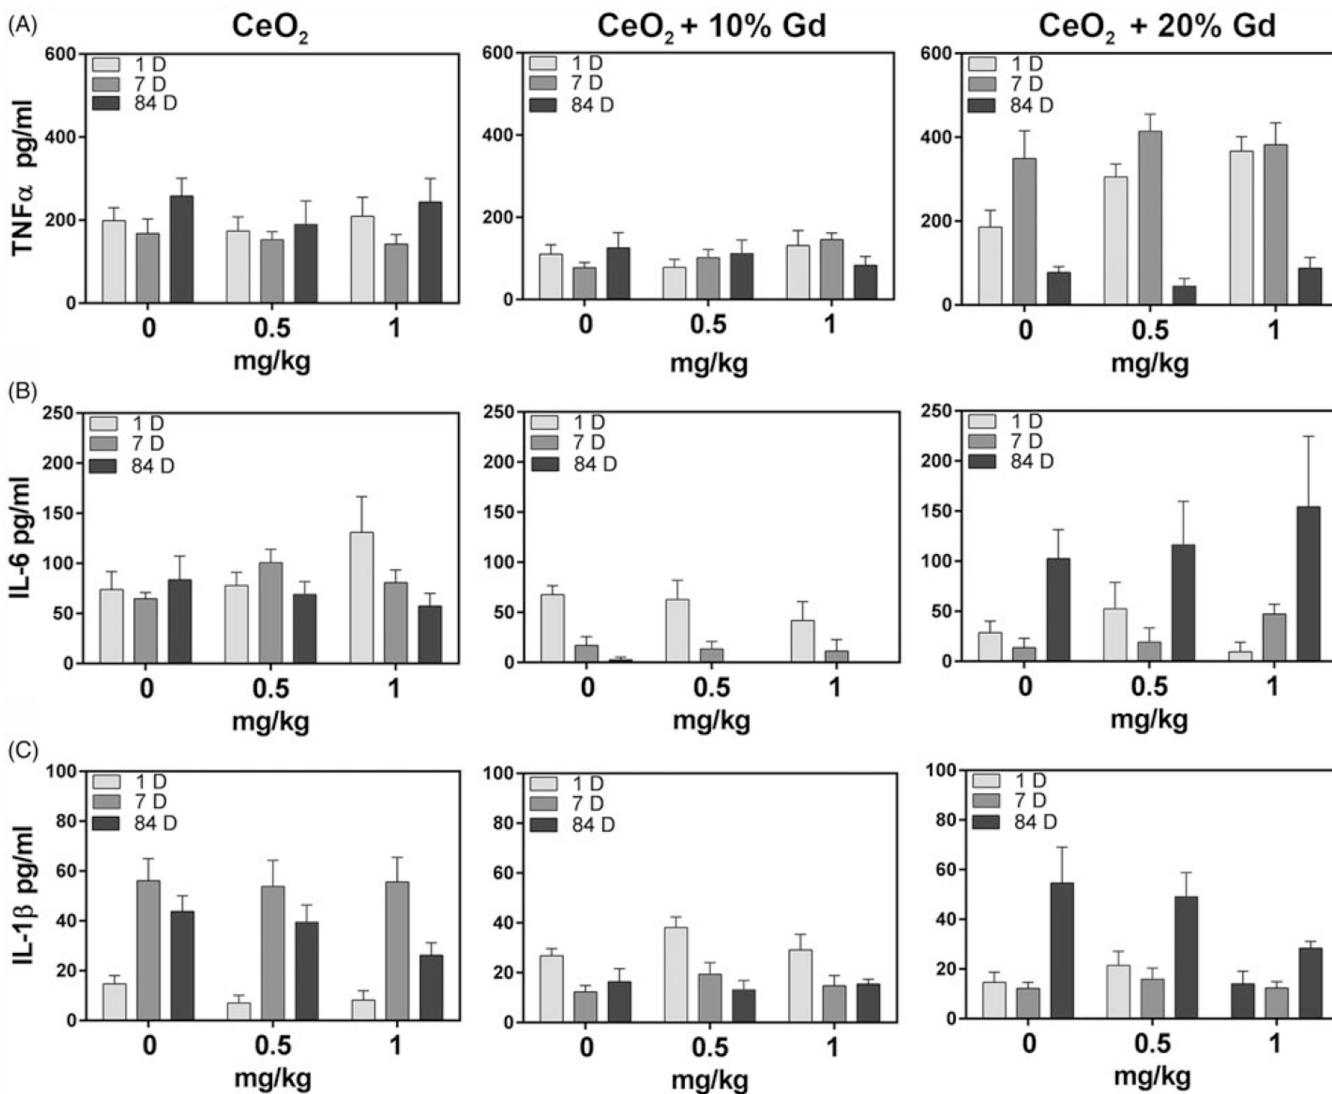 (A) CeO₂ CeO₂ + 10% Gd CeO₂ + 20% Gd
TNFα pg/ml
600
400
200
0
1 D
7 D
84 D
0 0.5 1
mg/kg
600
400
200
0
1 D
7 D
84 D
0 0.5 1
mg/kg
600
400
200
0
1 D
7 D
84 D
0 0.5 1
mg/kg
(B)
IL-6 pg/ml
250
200
150
100
50
0
1 D
7 D
84 D
0 0.5 1
mg/kg
250
200
150
100
50
0
1 D
7 D
84 D
0 0.5 1
mg/kg
250
200
150
100
50
0
1 D
7 D
84 D
0 0.5 1
mg/kg
(C)
IL-1β pg/ml
100
80
60
40
20
0
1 D
7 D
84 D
0 0.5 1
mg/kg
100
80
60
40
20
0
1 D
7 D
84 D
0 0.5 1
mg/kg
100
80
60
40
20
0
1 D
7 D
84 D
0 0.5 1
mg/kg